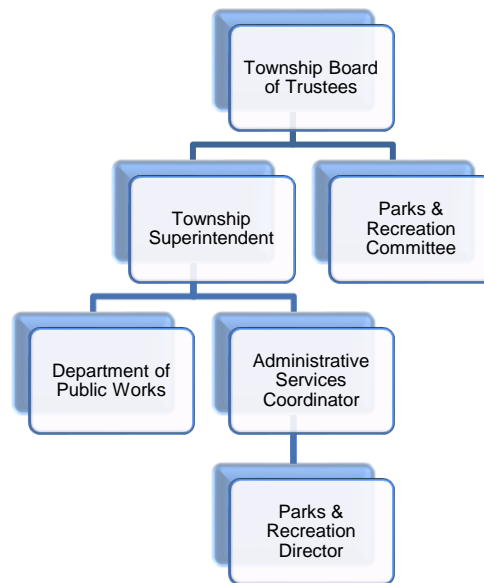 Township Board
of Trustees
Township
Superintendent
Parks &
Recreation
Committee
Department of
Public Works
Administrative
Services
Coordinator
Parks &
Recreation
Director